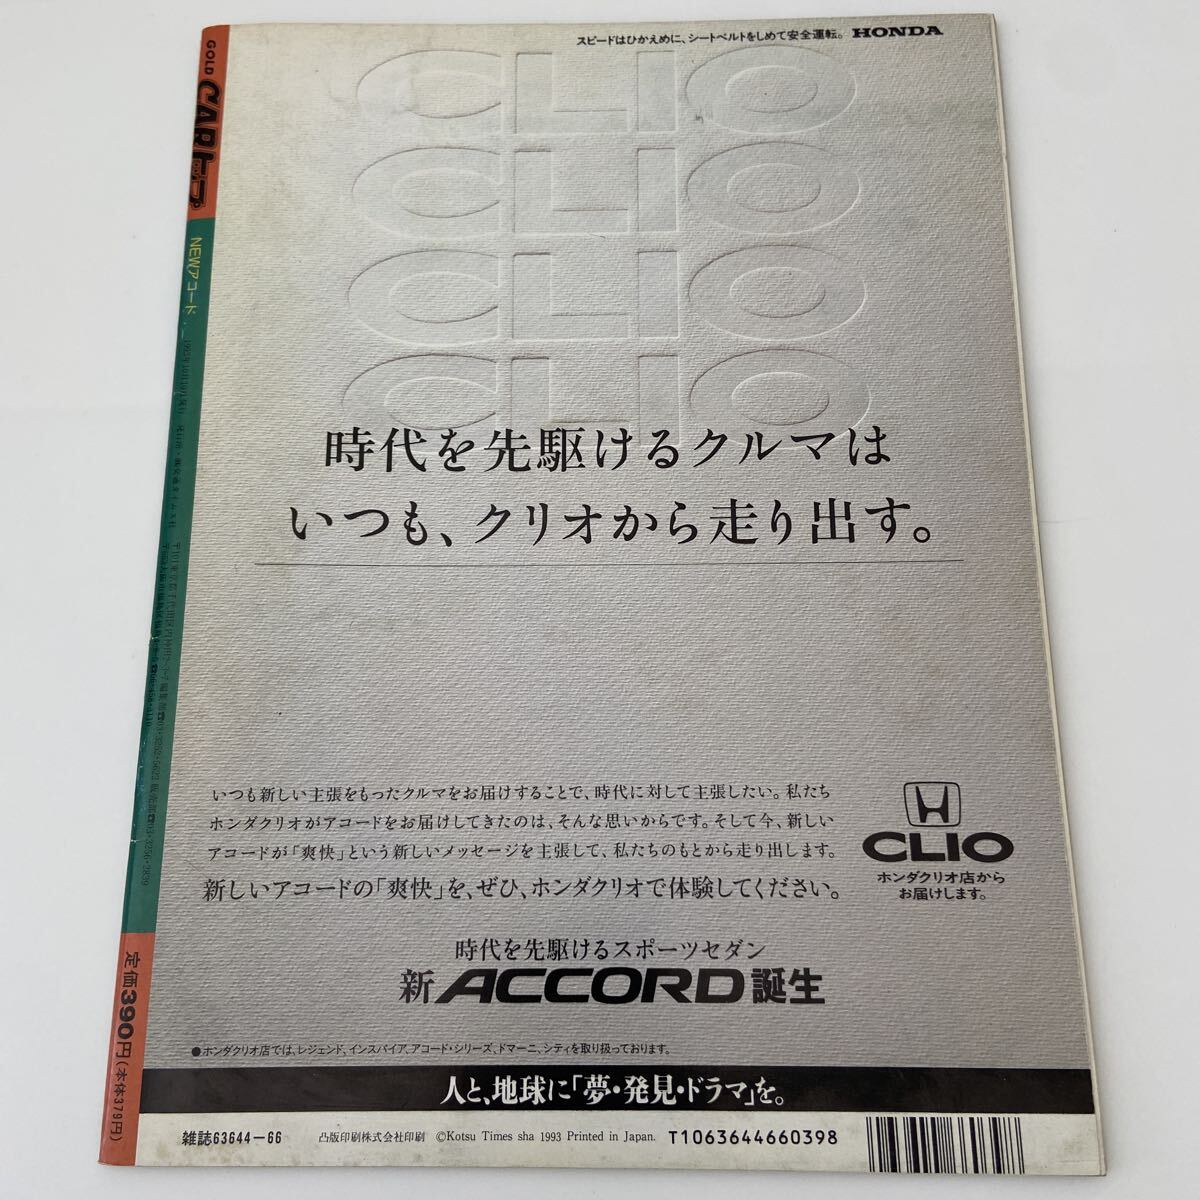 スピードはひかえめに、シートベルトをしめて安全運転。 HONDA
CLIO
CLIO
CLIO
CLIO
時代を先駆けるクルマは
いつも、クリオから走り出す。
いつも新しい主張をもったクルマをお届けすることで、時代に対して主張したい。私たち
ホンダクリオがアコードをお届けしてきたのは、そんな思いからです。そして今、新しい
アコードが「爽快」という新しいメッセージを主張して、私たちのもとから走り出します。
新しいアコードの「爽快」を、ぜひ、ホンダクリオで体験してください。
CLIO
ホンダクリオ店から
お届けします。
時代を先駆けるスポーツセダン
新ACCORD誕生
●ホンダクリオ店では、レジェンド、インスパイア、アコード・シリーズ、ドマーニ、シティを取り扱っております。
人と、地球に「夢・発見・ドラマ」を。
雑誌63644-66 凸版印刷株式会社印刷 ©Kotsu Times sha 1993 Printed in Japan. T1063644660398
GOLD CARトップ
NEWアコード
定価390円(本体379円)